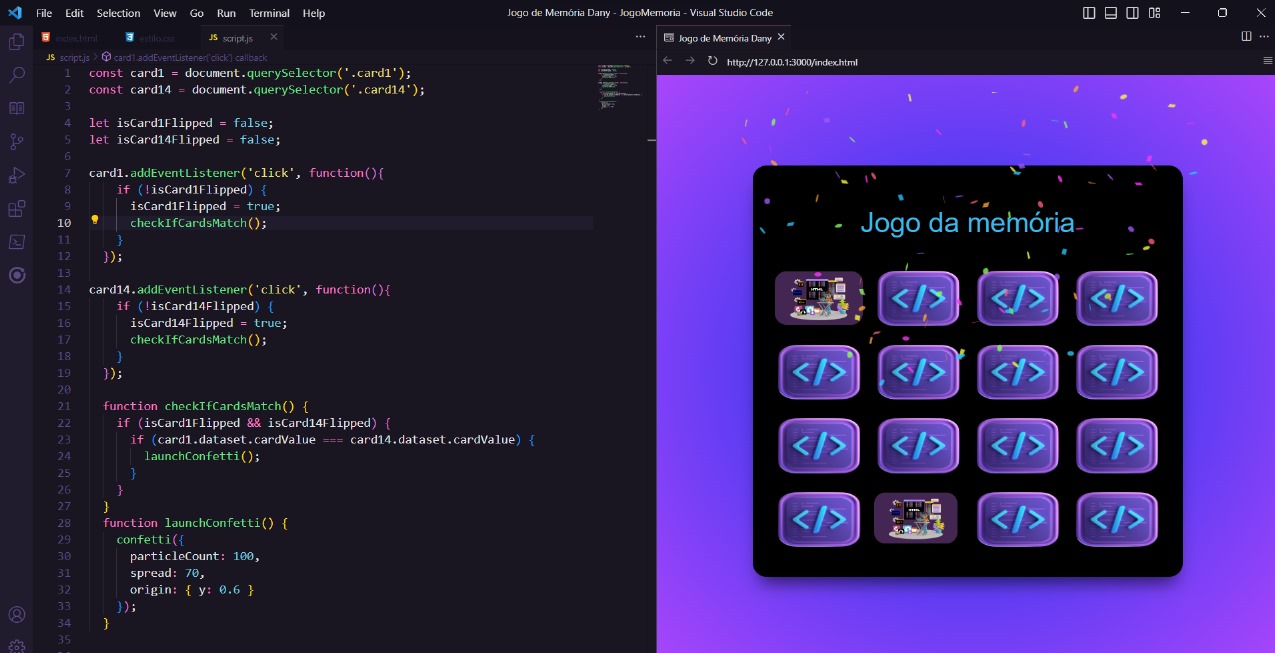 File Edit Selection View Go Run Terminal Help
Jogo de Memória Dany - JogoMemoria - Visual Studio Code
index.html
estilo.css
JS script.js
JS script.js > card1.addEventListener('click') callback
1 const card1 = document.querySelector('.card1');
2 const card14 = document.querySelector('.card14');
3
4 let isCard1Flipped = false;
5 let isCard14Flipped = false;
6
7 card1.addEventListener('click', function(){
8 if (!isCard1Flipped) {
9 isCard1Flipped = true;
10 checkIfCardsMatch();
11 }
12 });
13
14 card14.addEventListener('click', function(){
15 if (!isCard14Flipped) {
16 isCard14Flipped = true;
17 checkIfCardsMatch();
18 }
19 });
20
21 function checkIfCardsMatch() {
22 if (isCard1Flipped && isCard14Flipped) {
23 if (card1.dataset.cardValue === card14.dataset.cardValue) {
24 launchConfetti();
25 }
26 }
27 }
28 function launchConfetti() {
29 confetti({
30 particleCount: 100,
31 spread: 70,
32 origin: { y: 0.6 }
33 });
34 }
35
Jogo de Memória Dany
http://127.0.0.1:3000/index.html
Jogo da memória
HTML </> </> </>
</> </> </> </>
</> </> </> </>
</> HTML </> </>